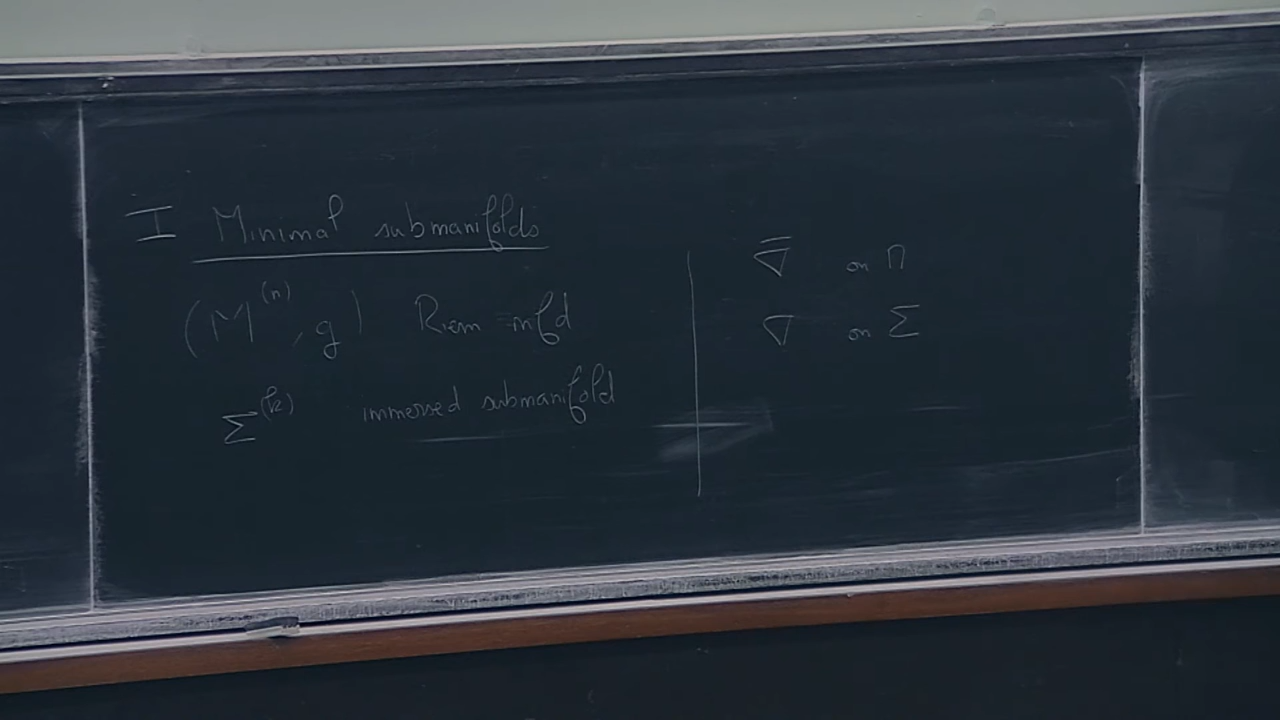 I Minimal submanifolds
(M^{(n)}, g) Riem mfd
Σ^{(k)} immersed submanifold
∇̄ on M
∇ on Σ